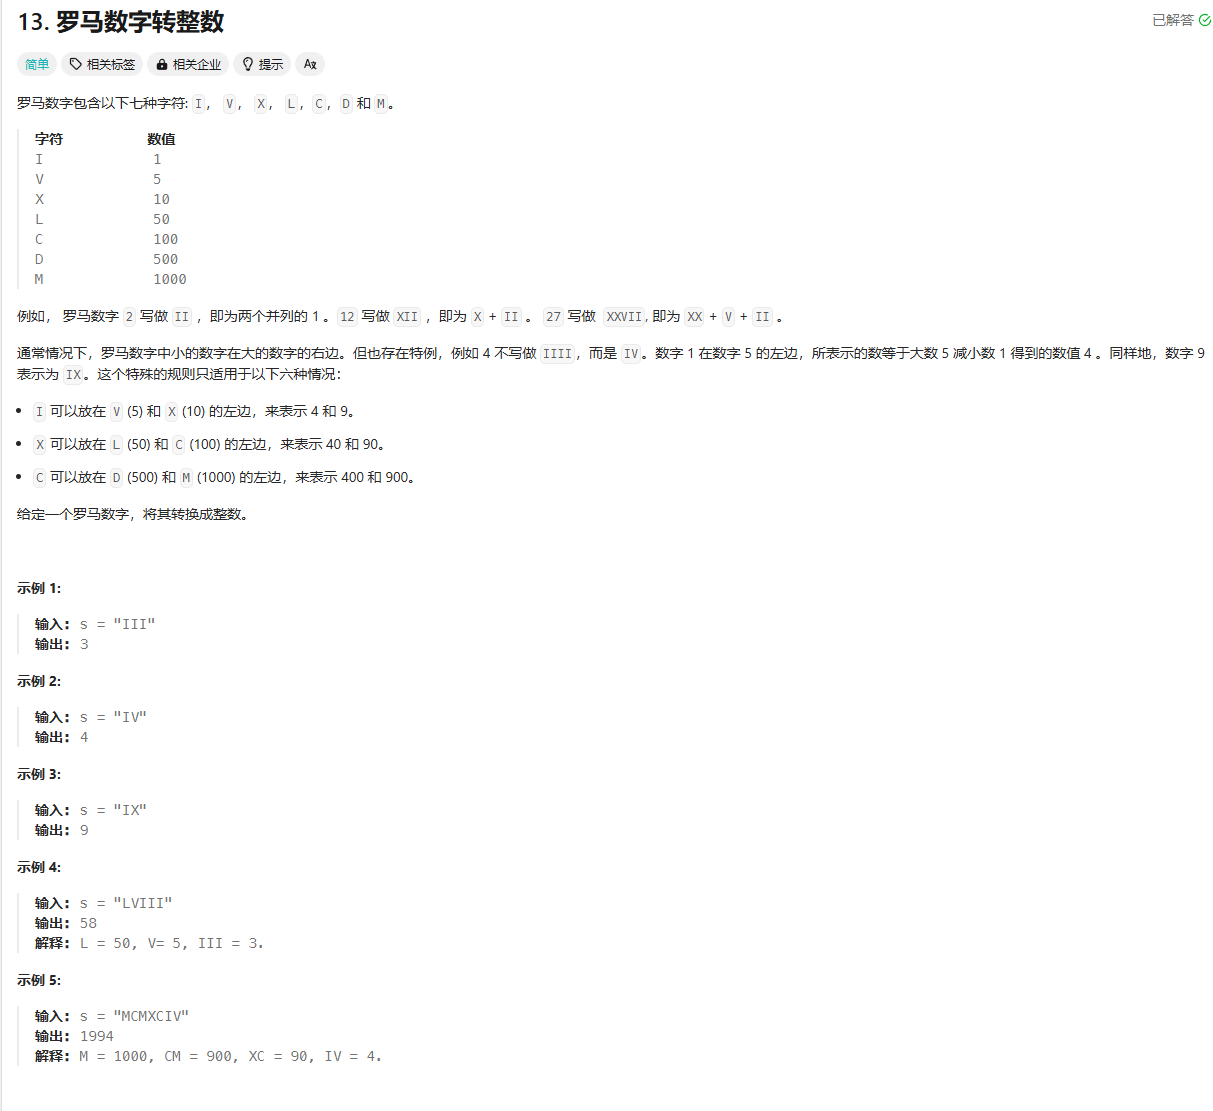 13. 罗马数字转整数
已解答
简单 相关标签 相关企业 提示 Aд
罗马数字包含以下七种字符: I， V， X， L，C，D 和 M。
字符 数值
I 1
V 5
X 10
L 50
C 100
D 500
M 1000
例如， 罗马数字 2 写做 II ，即为两个并列的 1 。12 写做 XII ，即为 X + II 。 27 写做 XXVII, 即为 XX + V + II 。
通常情况下，罗马数字中小的数字在大的数字的右边。但也存在特例，例如 4 不写做 IIII，而是 IV。数字 1 在数字 5 的左边，所表示的数等于大数 5 减小数 1 得到的数值 4 。同样地，数字 9
表示为 IX。这个特殊的规则只适用于以下六种情况：
• I 可以放在 V (5) 和 X (10) 的左边，来表示 4 和 9。
• X 可以放在 L (50) 和 C (100) 的左边，来表示 40 和 90。
• C 可以放在 D (500) 和 M (1000) 的左边，来表示 400 和 900。
给定一个罗马数字，将其转换成整数。
示例 1:
输入: s = "III"
输出: 3
示例 2:
输入: s = "IV"
输出: 4
示例 3:
输入: s = "IX"
输出: 9
示例 4:
输入: s = "LVIII"
输出: 58
解释: L = 50, V= 5, III = 3.
示例 5:
输入: s = "MCMXCIV"
输出: 1994
解释: M = 1000, CM = 900, XC = 90, IV = 4.